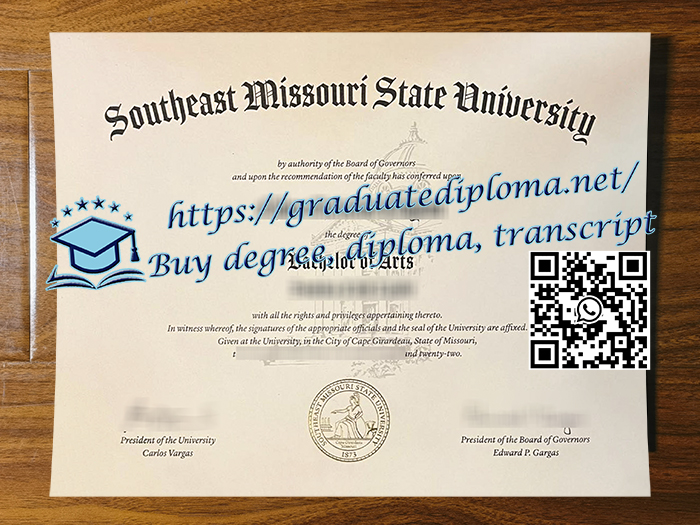 Southeast Missouri State University
by authority of the Board of Governors
and upon the recommendation of the faculty has conferred upon
https://graduatediploma.net/
the degree
Buy degree, diploma, transcript
Bachelor of Arts
with all the rights and privileges appertaining thereto.
In witness whereof, the signatures of the appropriate officials and the seal of the University are affixed.
Given at the University, in the City of Cape Girardeau, State of Missouri,
and twenty-two.
SOUTHEAST MISSOURI STATE UNIVERSITY
Cape Girardeau
Missouri
1873
President of the University
Carlos Vargas
President of the Board of Governors
Edward P. Gargas